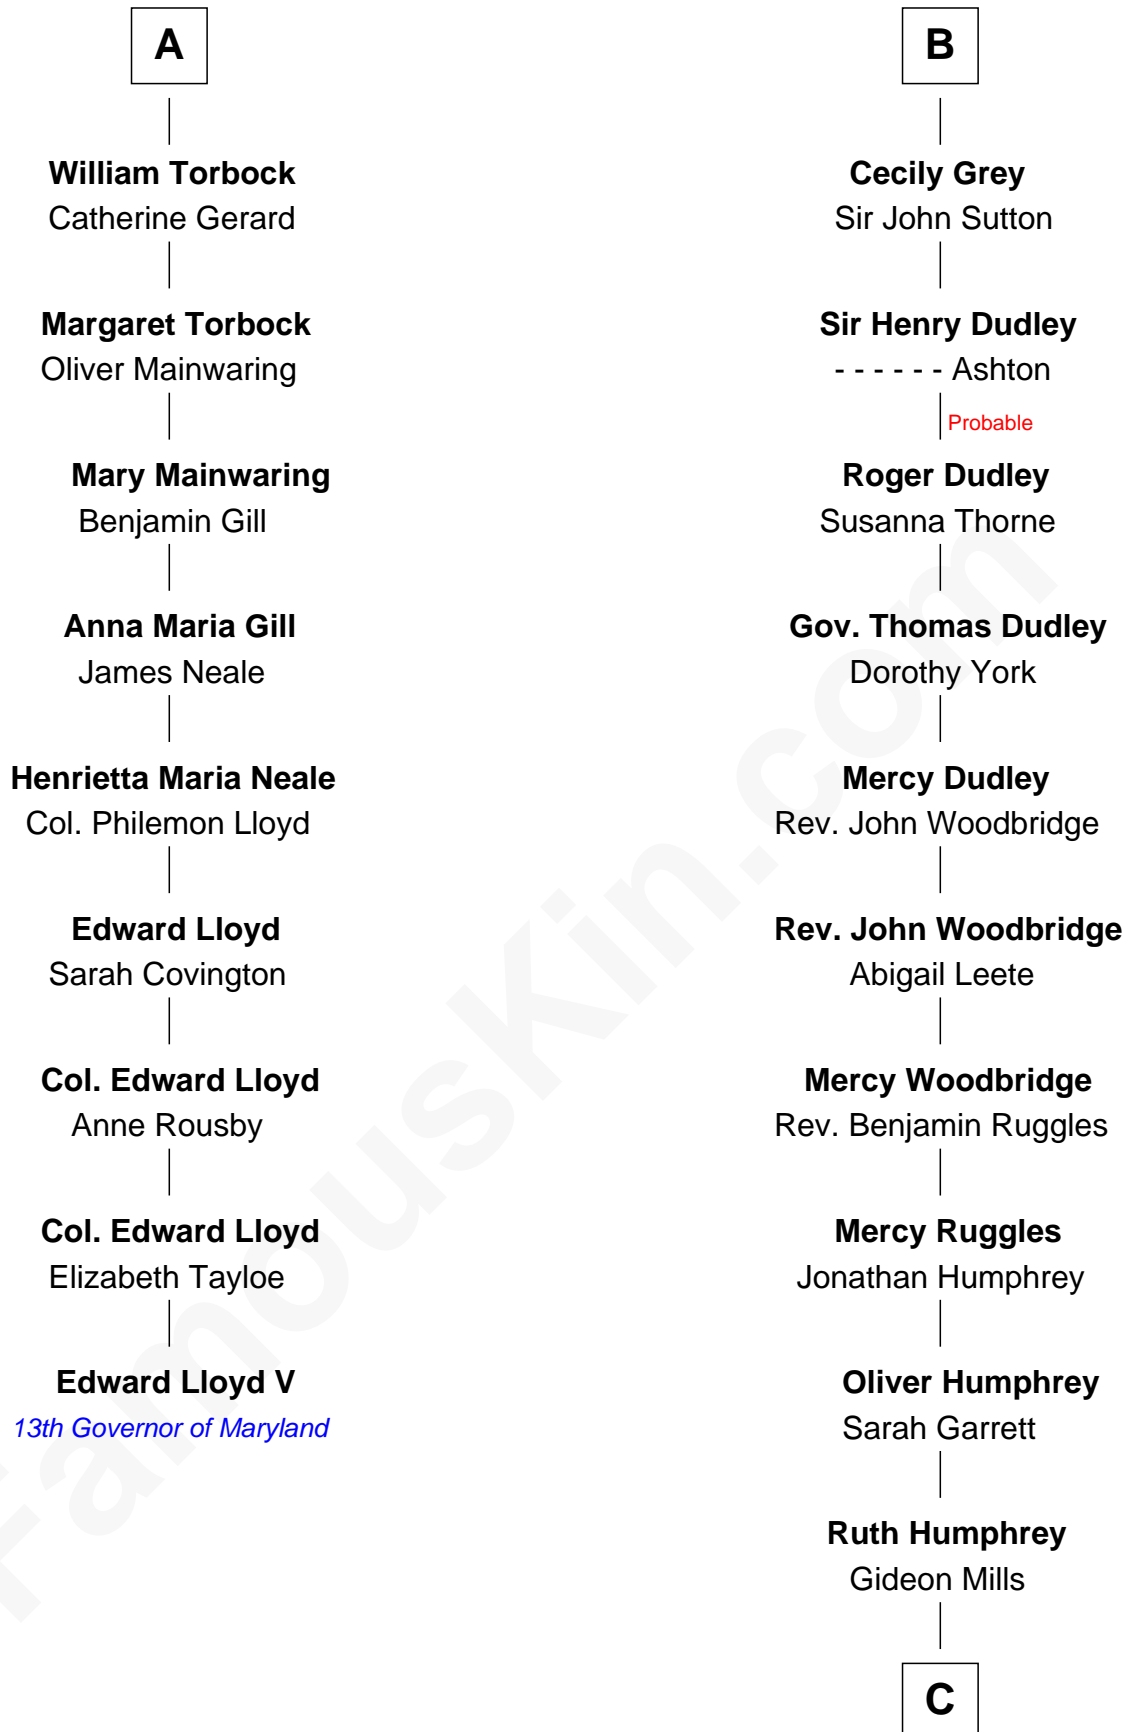 A
William Torbock
Catherine Gerard
Margaret Torbock
Oliver Mainwaring
Mary Mainwaring
Benjamin Gill
Anna Maria Gill
James Neale
Henrietta Maria Neale
Col. Philemon Lloyd
Edward Lloyd
Sarah Covington
Col. Edward Lloyd
Anne Rousby
Col. Edward Lloyd
Elizabeth Tayloe
Edward Lloyd V
13th Governor of Maryland
B
Cecily Grey
Sir John Sutton
Sir Henry Dudley
- - - - - - Ashton
Probable
Roger Dudley
Susanna Thorne
Gov. Thomas Dudley
Dorothy York
Mercy Dudley
Rev. John Woodbridge
Rev. John Woodbridge
Abigail Leete
Mercy Woodbridge
Rev. Benjamin Ruggles
Mercy Ruggles
Jonathan Humphrey
Oliver Humphrey
Sarah Garrett
Ruth Humphrey
Gideon Mills
C
FamousKin.com